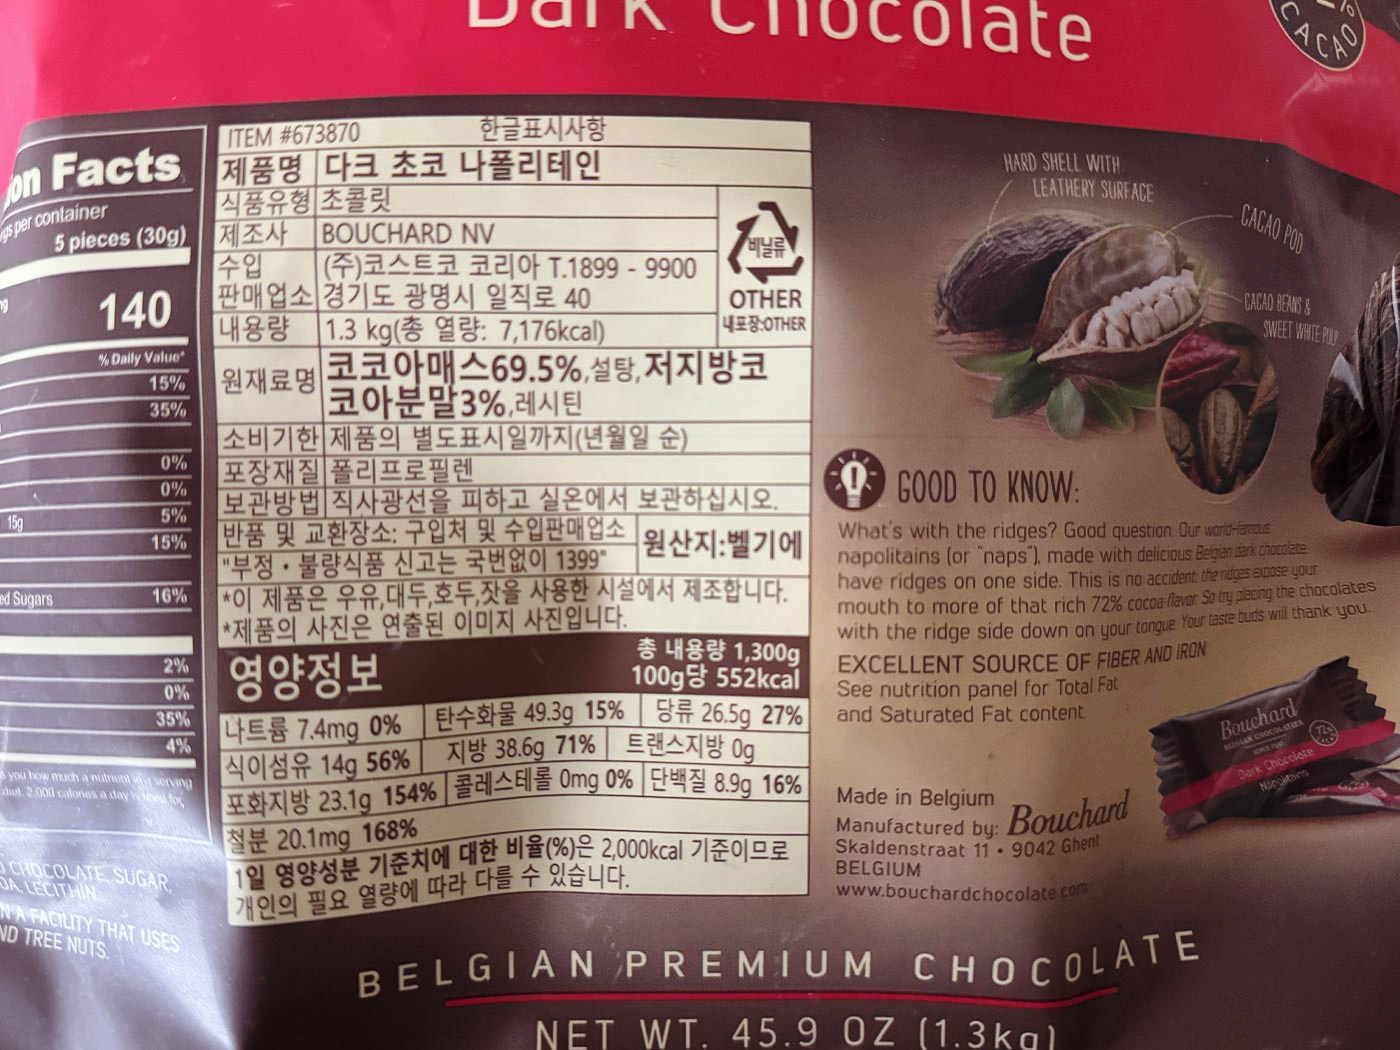 Dark Chocolate
% CACAO
on Facts
per container
5 pieces (30g)
140
% Daily Value*
15%
35%
0%
0%
5%
15g 15%
ed Sugars 16%
2%
0%
35%
4%
you how much a nutrient in a serving
diet. 2,000 calories a day is used for
CHOCOLATE, SUGAR,
LECITHIN.
A FACILITY THAT USES
ND TREE NUTS.
ITEM #673870 한글표시사항
제품명 다크 초코 나폴리테인
식품유형 초콜릿
제조사 BOUCHARD NV
수입 (주)코스트코 코리아 T.1899 - 9900
판매업소 경기도 광명시 일직로 40
내용량 1.3 kg(총 열량: 7,176kcal)
비닐류
OTHER
내포장:OTHER
원재료명 코코아매스69.5%,설탕,저지방코
코아분말3%,레시틴
소비기한 제품의 별도표시일까지(년월일 순)
포장재질 폴리프로필렌
보관방법 직사광선을 피하고 실온에서 보관하십시오.
반품 및 교환장소: 구입처 및 수입판매업소
"부정・불량식품 신고는 국번없이 1399"
원산지:벨기에
*이 제품은 우유,대두,호두,잣을 사용한 시설에서 제조합니다.
*제품의 사진은 연출된 이미지 사진입니다.
영양정보
총 내용량 1,300g
100g당 552kcal
나트륨 7.4mg 0% 탄수화물 49.3g 15% 당류 26.5g 27%
식이섬유 14g 56% 지방 38.6g 71% 트랜스지방 0g
포화지방 23.1g 154% 콜레스테롤 0mg 0% 단백질 8.9g 16%
철분 20.1mg 168%
1일 영양성분 기준치에 대한 비율(%)은 2,000kcal 기준이므로
개인의 필요 열량에 따라 다를 수 있습니다.
HARD SHELL WITH
LEATHERY SURFACE
CACAO POD
CACAO BEANS &
SWEET WHITE PULP
GOOD TO KNOW:
What's with the ridges? Good question. Our world-famous
napolitains (or "naps"), made with delicious Belgian dark chocolate
have ridges on one side. This is no accident: the ridges expose your
mouth to more of that rich 72% cocoa flavor. So try placing the chocolates
with the ridge side down on your tongue. Your taste buds will thank you.
EXCELLENT SOURCE OF FIBER AND IRON
See nutrition panel for Total Fat
and Saturated Fat content.
Made in Belgium
Manufactured by: Bouchard
Skaldenstraat 11 • 9042 Ghent
BELGIUM
www.bouchardchocolate.com
Bouchard
BELGIAN CHOCOLATIER
72%
Dark Chocolate
Napolitains
BELGIAN PREMIUM CHOCOLATE
NET WT. 45.9 OZ (1.3kg)